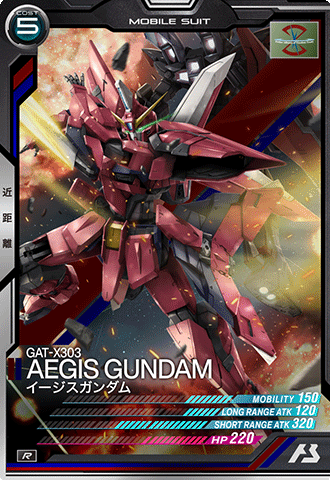 COST
5
MOBILE SUIT
近距離
GAT-X303
AEGIS GUNDAM
イージスガンダム
MOBILITY 150
LONG RANGE ATK 120
SHORT RANGE ATK 320
HP 220
R